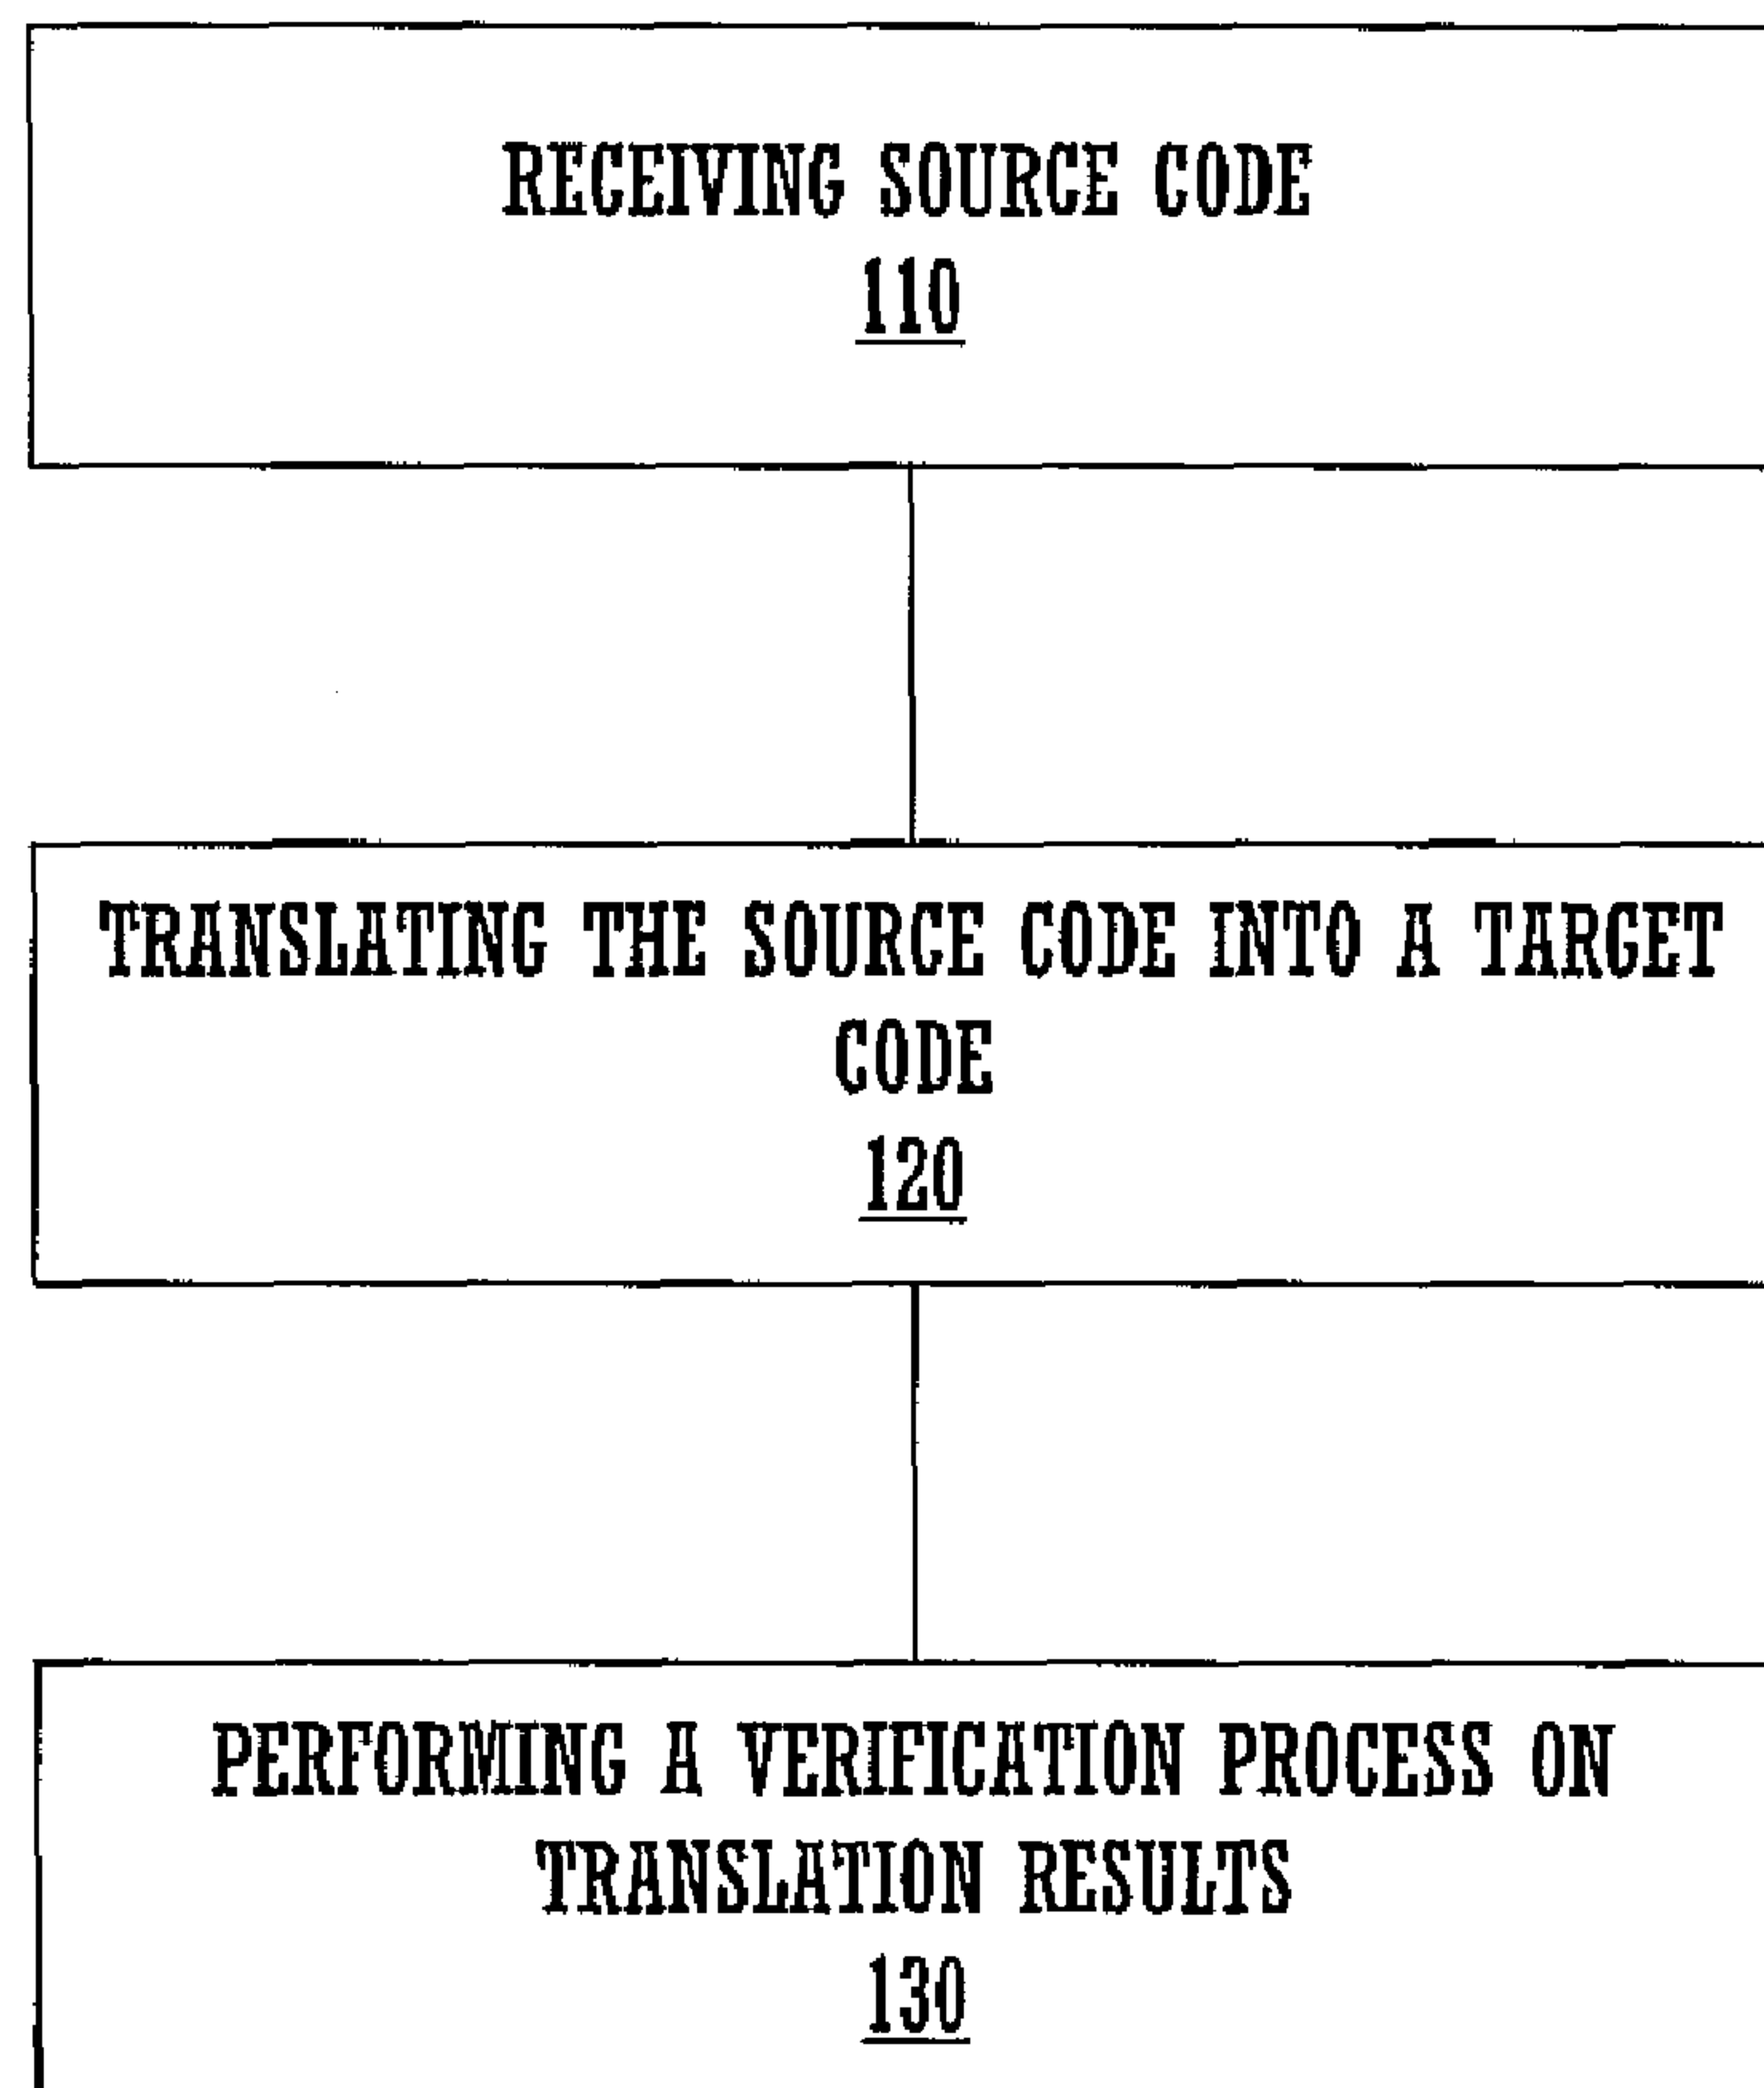 RECEIVING SOURCE CODE
110
TRANSLATING THE SOURCE CODE INTO A TARGET
CODE
120
PERFORMING A VERIFICATION PROCESS ON
TRANSLATION RESULTS
130